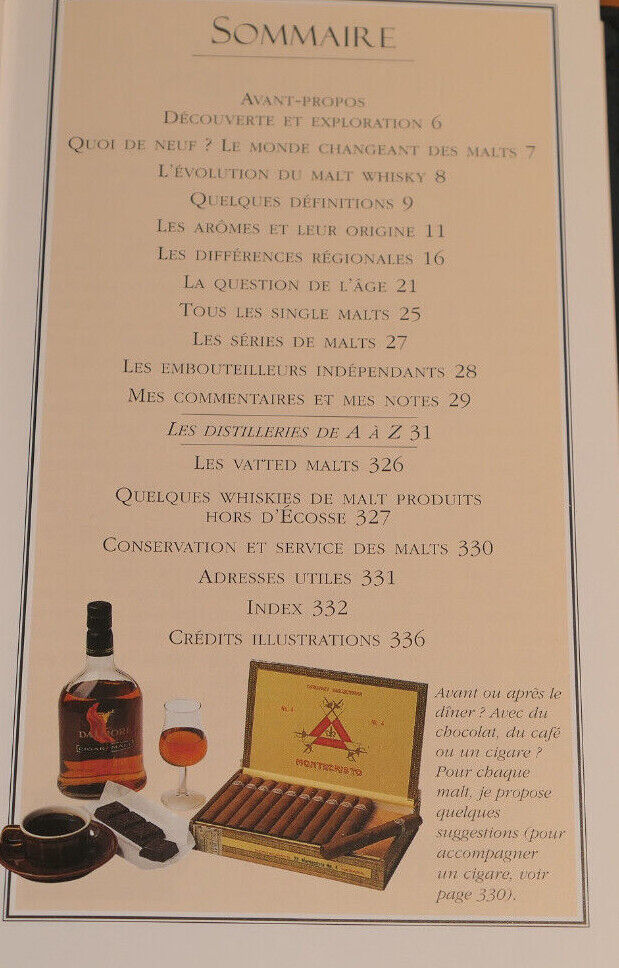 SOMMAIRE
AVANT-PROPOS
DÉCOUVERTE ET EXPLORATION 6
QUOI DE NEUF ? LE MONDE CHANGEANT DES MALTS 7
L'ÉVOLUTION DU MALT WHISKY 8
QUELQUES DÉFINITIONS 9
LES ARÔMES ET LEUR ORIGINE 11
LES DIFFÉRENCES RÉGIONALES 16
LA QUESTION DE L'ÂGE 21
TOUS LES SINGLE MALTS 25
LES SÉRIES DE MALTS 27
LES EMBOUTEILLEURS INDÉPENDANTS 28
MES COMMENTAIRES ET MES NOTES 29
LES DISTILLERIES DE A À Z 31
LES VATTED MALTS 326
QUELQUES WHISKIES DE MALT PRODUITS
HORS D'ÉCOSSE 327
CONSERVATION ET SERVICE DES MALTS 330
ADRESSES UTILES 331
INDEX 332
CRÉDITS ILLUSTRATIONS 336
Avant ou après le
dîner ? Avec du
chocolat, du café
ou un cigare ?
Pour chaque
malt, je propose
quelques
suggestions (pour
accompagner
un cigare, voir
page 330).
No. 4
No. 4
MONTECRISTO
CIGAR MALT